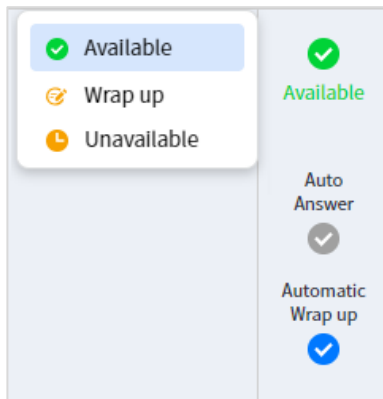 Available
Wrap up
Unavailable
Available
Auto
Answer
Automatic
Wrap up